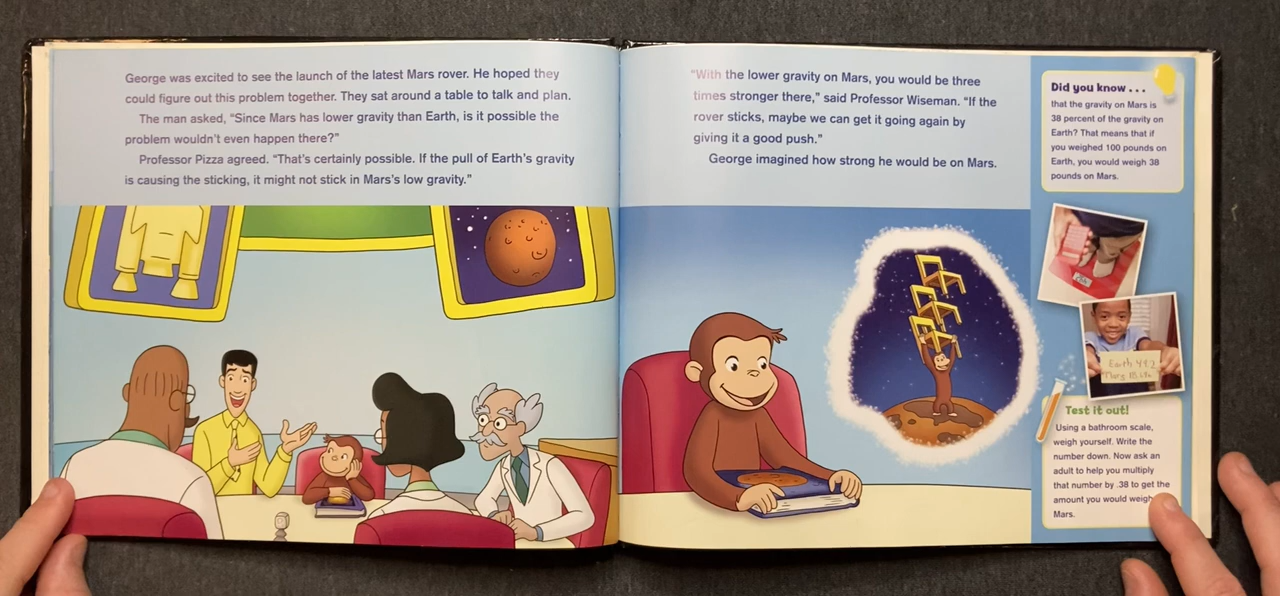 George was excited to see the launch of the latest Mars rover. He hoped they
could figure out this problem together. They sat around a table to talk and plan.
The man asked, “Since Mars has lower gravity than Earth, is it possible the
problem wouldn’t even happen there?”
Professor Pizza agreed. “That’s certainly possible. If the pull of Earth’s gravity
is causing the sticking, it might not stick in Mars’s low gravity.”
“With the lower gravity on Mars, you would be three
times stronger there,” said Professor Wiseman. “If the
rover sticks, maybe we can get it going again by
giving it a good push.”
George imagined how strong he would be on Mars.
Did you know . . .
that the gravity on Mars is
38 percent of the gravity on
Earth? That means that if
you weighed 100 pounds on
Earth, you would weigh 38
pounds on Mars.
Earth 49.2
Mars
Test it out!
Using a bathroom scale,
weigh yourself. Write the
number down. Now ask an
adult to help you multiply
that number by .38 to get the
amount you would weigh
Mars.